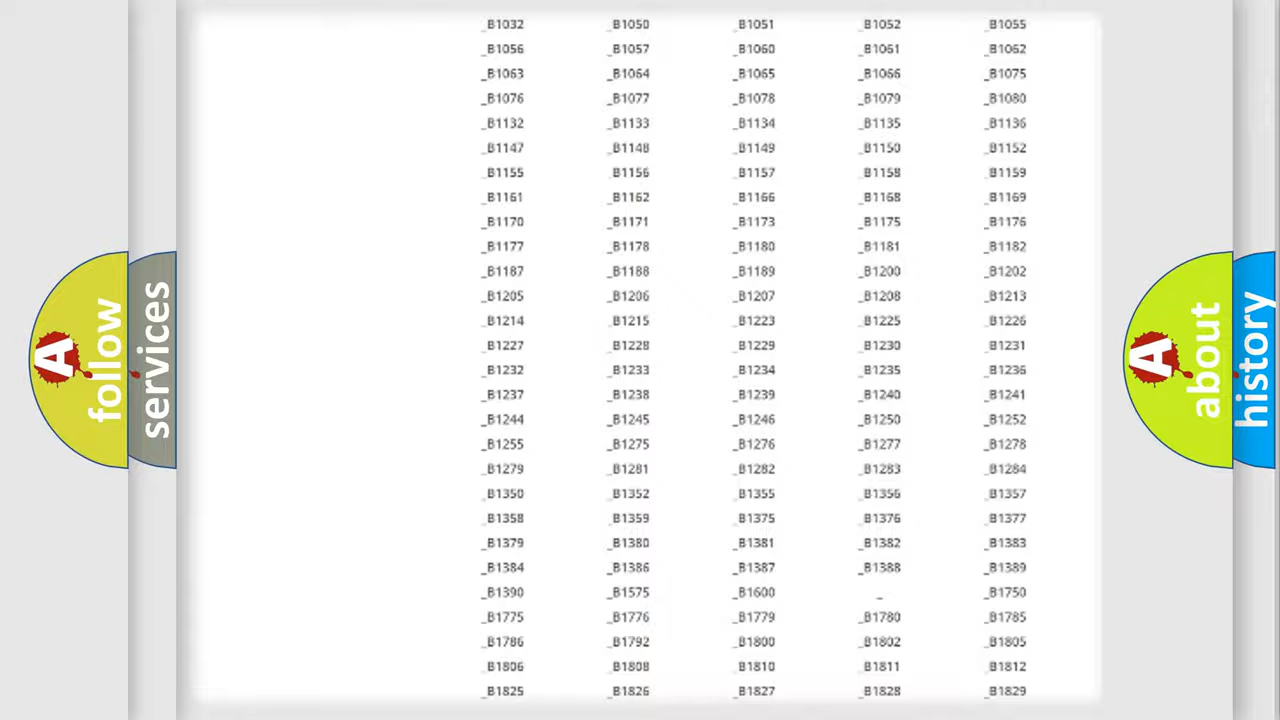 _B1032 _B1050 _B1051 _B1052 _B1055
_B1056 _B1057 _B1060 _B1061 _B1062
_B1063 _B1064 _B1065 _B1066 _B1075
_B1076 _B1077 _B1078 _B1079 _B1080
_B1132 _B1133 _B1134 _B1135 _B1136
_B1147 _B1148 _B1149 _B1150 _B1152
_B1155 _B1156 _B1157 _B1158 _B1159
_B1161 _B1162 _B1166 _B1168 _B1169
_B1170 _B1171 _B1173 _B1175 _B1176
_B1177 _B1178 _B1180 _B1181 _B1182
_B1187 _B1188 _B1189 _B1200 _B1202
_B1205 _B1206 _B1207 _B1208 _B1213
_B1214 _B1215 _B1223 _B1225 _B1226
_B1227 _B1228 _B1229 _B1230 _B1231
_B1232 _B1233 _B1234 _B1235 _B1236
_B1237 _B1238 _B1239 _B1240 _B1241
_B1244 _B1245 _B1246 _B1250 _B1252
_B1255 _B1275 _B1276 _B1277 _B1278
_B1279 _B1281 _B1282 _B1283 _B1284
_B1350 _B1352 _B1355 _B1356 _B1357
_B1358 _B1359 _B1375 _B1376 _B1377
_B1379 _B1380 _B1381 _B1382 _B1383
_B1384 _B1386 _B1387 _B1388 _B1389
_B1390 _B1575 _B1600 _ _B1750
_B1775 _B1776 _B1779 _B1780 _B1785
_B1786 _B1792 _B1800 _B1802 _B1805
_B1806 _B1808 _B1810 _B1811 _B1812
_B1825 _B1826 _B1827 _B1828 _B1829
A follow
services
A about
history